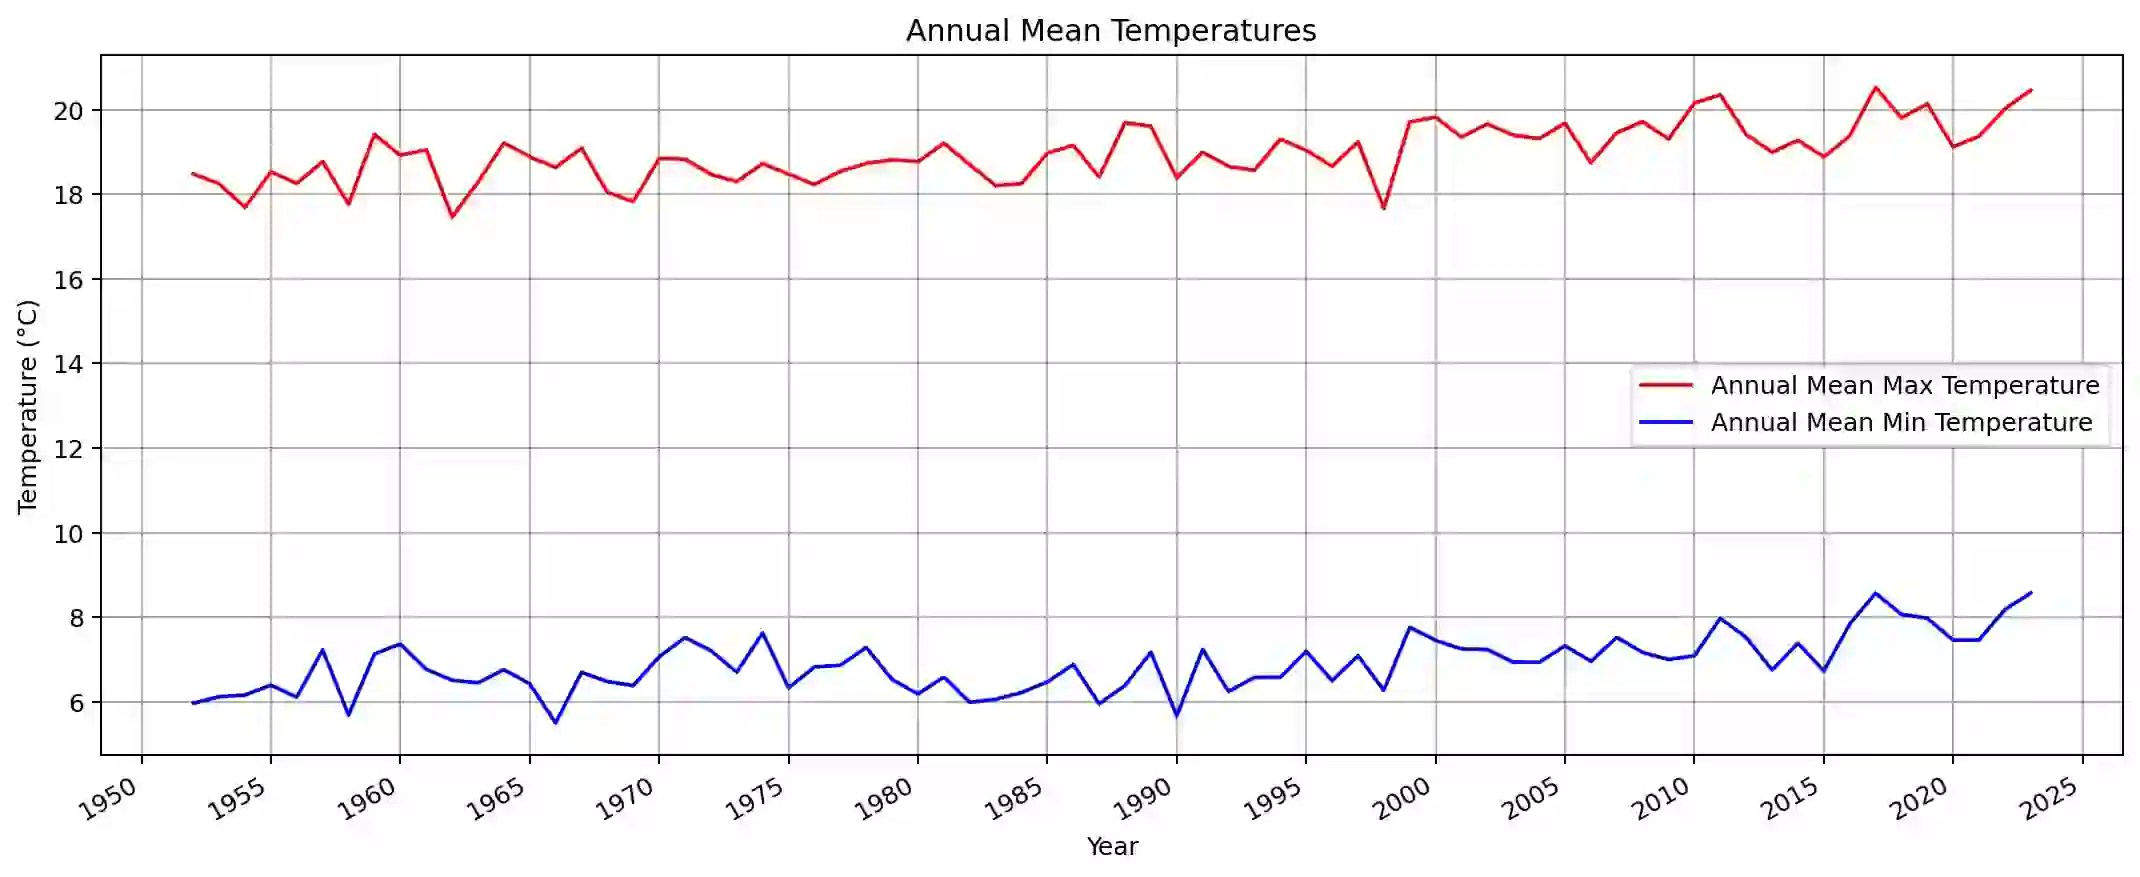 Annual Mean Temperatures
Temperature (°C)
20
18
16
14
12
10
8
6
Annual Mean Max Temperature
Annual Mean Min Temperature
1950 1955 1960 1965 1970 1975 1980 1985 1990 1995 2000 2005 2010 2015 2020 2025
Year